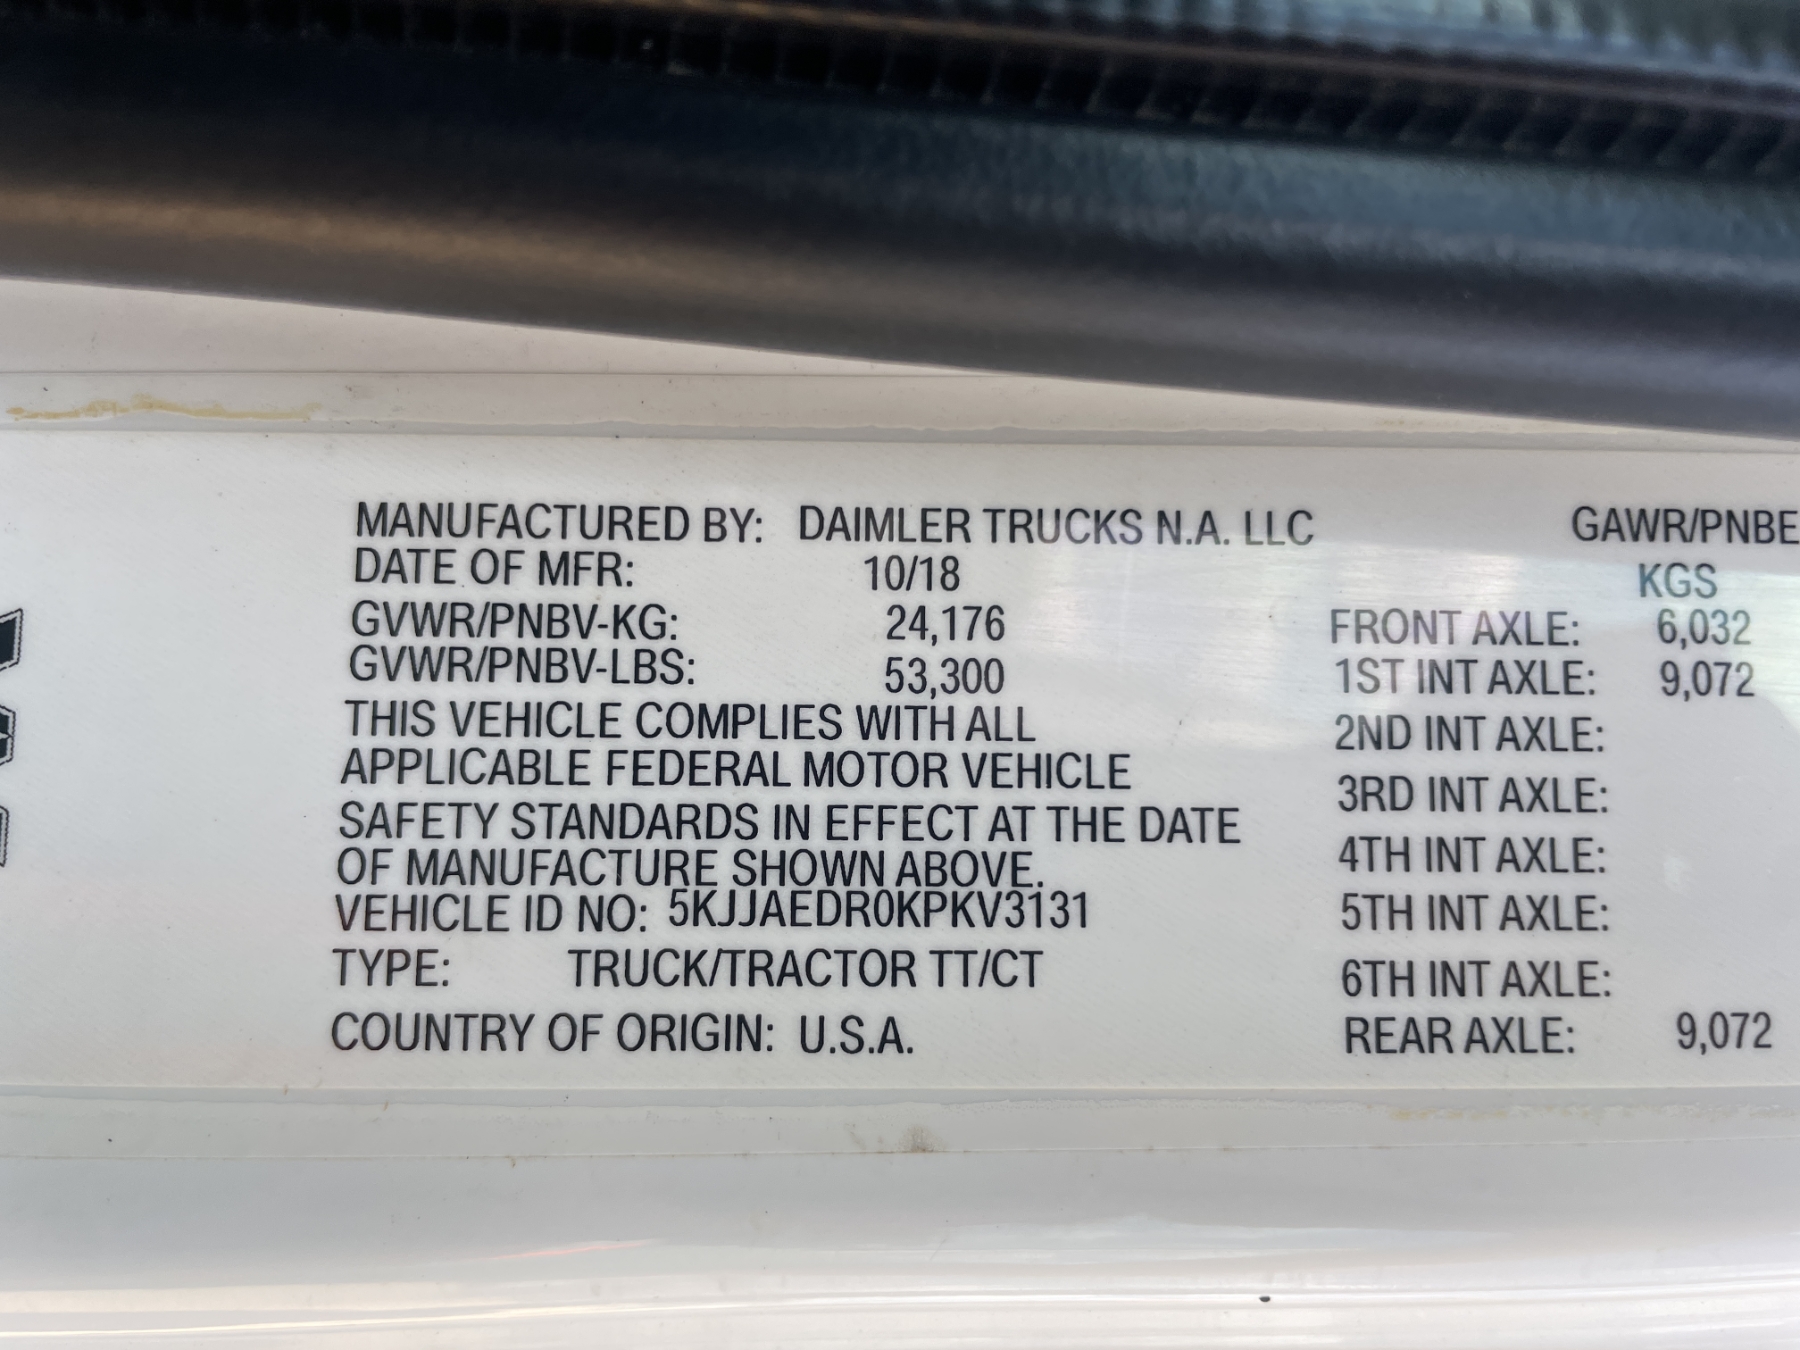 MANUFACTURED BY: DAIMLER TRUCKS N.A. LLC
DATE OF MFR: 10/18
GVWR/PNBV-KG: 24,176
GVWR/PNBV-LBS: 53,300
THIS VEHICLE COMPLIES WITH ALL
APPLICABLE FEDERAL MOTOR VEHICLE
SAFETY STANDARDS IN EFFECT AT THE DATE
OF MANUFACTURE SHOWN ABOVE.
VEHICLE ID NO: 5KJJAEDR0KPKV3131
TYPE: TRUCK/TRACTOR TT/CT
COUNTRY OF ORIGIN: U.S.A.
GAWR/PNBE
KGS
FRONT AXLE: 6,032
1ST INT AXLE: 9,072
2ND INT AXLE:
3RD INT AXLE:
4TH INT AXLE:
5TH INT AXLE:
6TH INT AXLE:
REAR AXLE: 9,072